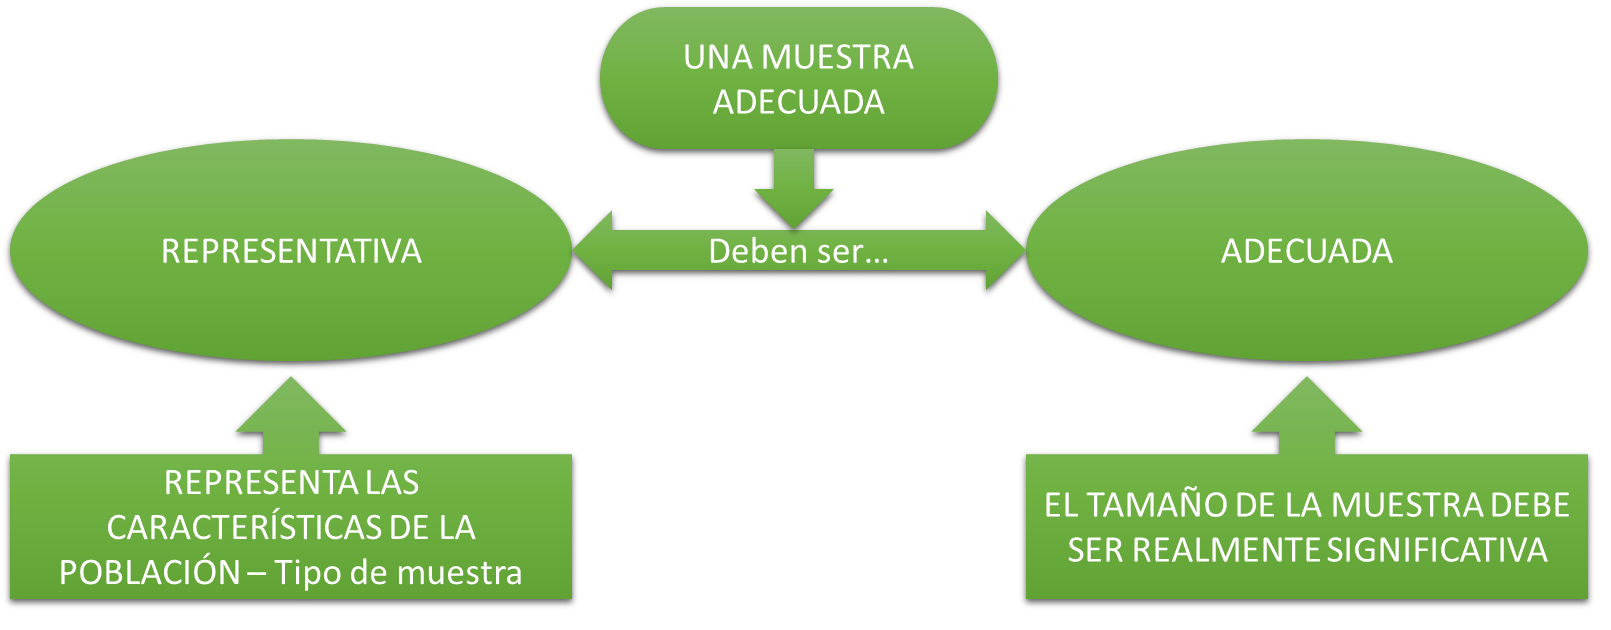 UNA MUESTRA
ADECUADA
REPRESENTATIVA
Deben ser...
ADECUADA
REPRESENTA LAS
CARACTERÍSTICAS DE LA
POBLACIÓN – Tipo de muestra
EL TAMAÑO DE LA MUESTRA DEBE
SER REALMENTE SIGNIFICATIVA